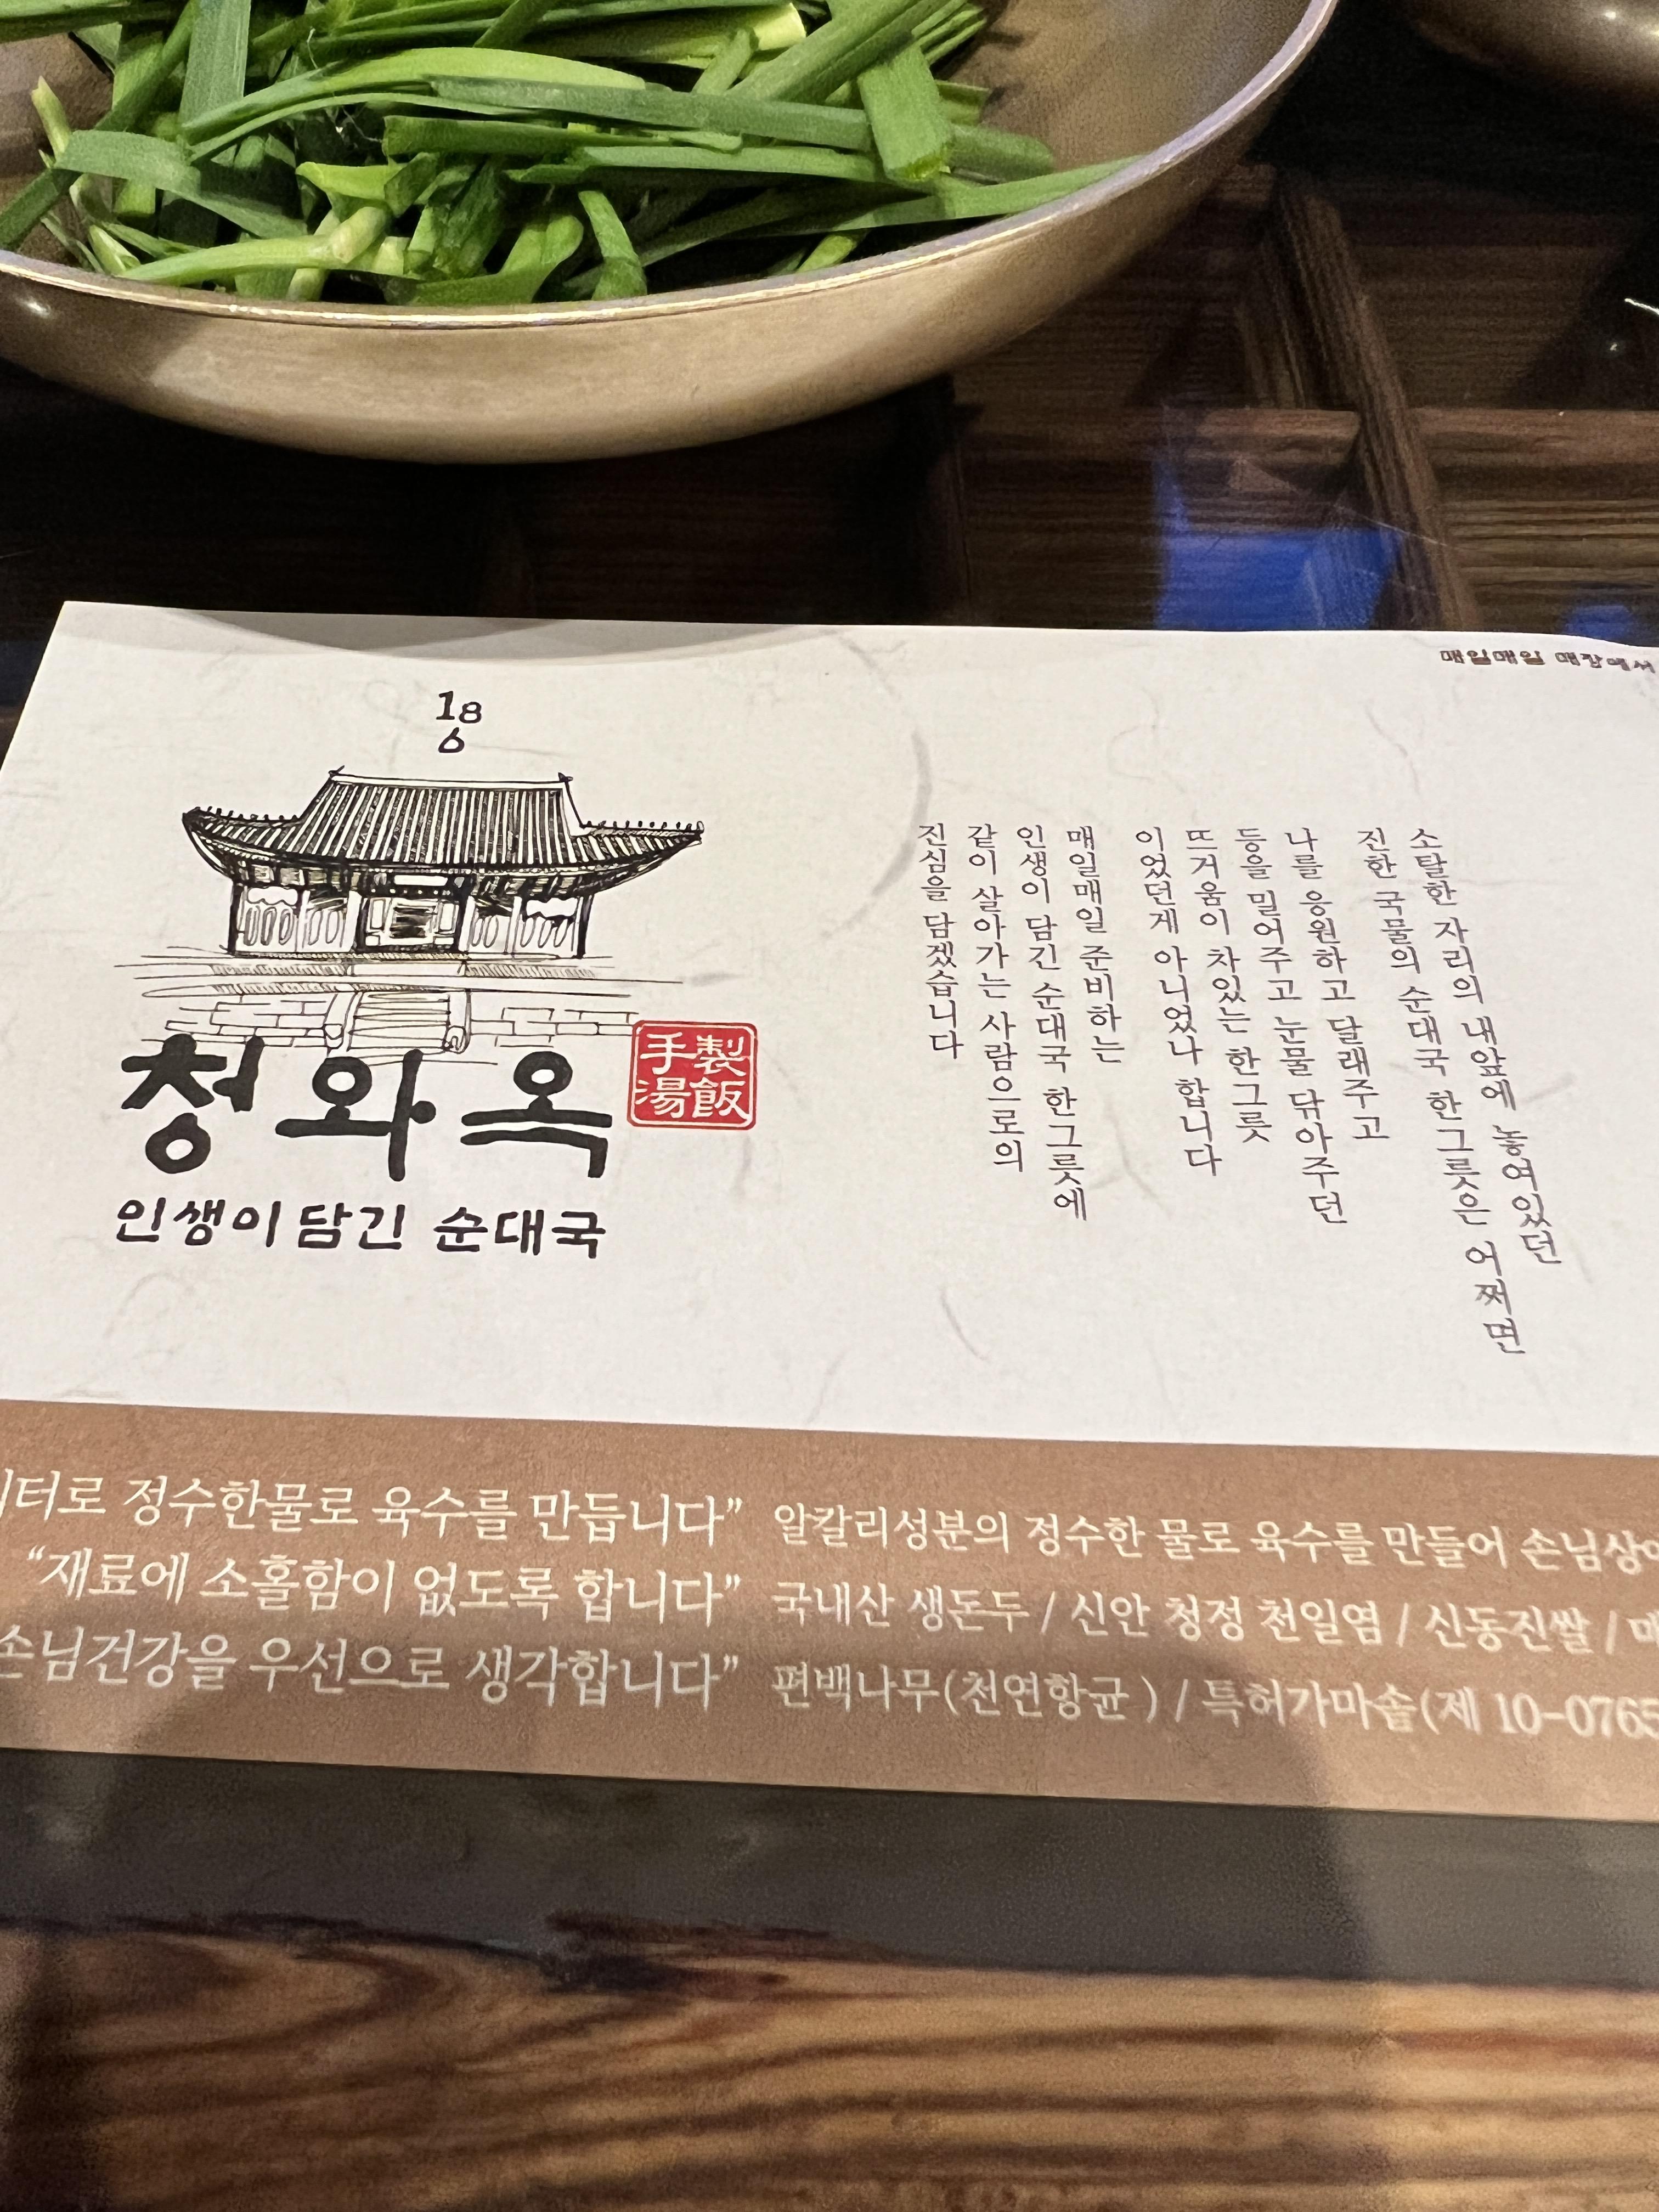 매일매일 매장에서
18
6
청와옥
手製
湯飯
인생이 담긴 순대국
소탈한 자리의 내앞에 놓여있던
진한 국물의 순대국 한그릇은 어쩌면
나를 응원하고 달래주고
등을 밀어주고 눈물 닦아주던
뜨거움이 차있는 한그릇
이었던게 아니었나 합니다
매일매일 준비하는
인생이 담긴 순대국 한그릇에
같이 살아가는 사람으로의
진심을 담겠습니다
터로 정수한물로 육수를 만듭니다” 알칼리성분의 정수한 물로 육수를 만들어 손님상
“재료에 소홀함이 없도록 합니다” 국내산 생돈두 / 신안 청정 천일염 / 신동진쌀 /
손님건강을 우선으로 생각합니다” 편백나무(천연항균 ) / 특허가마솥(제 10-0765